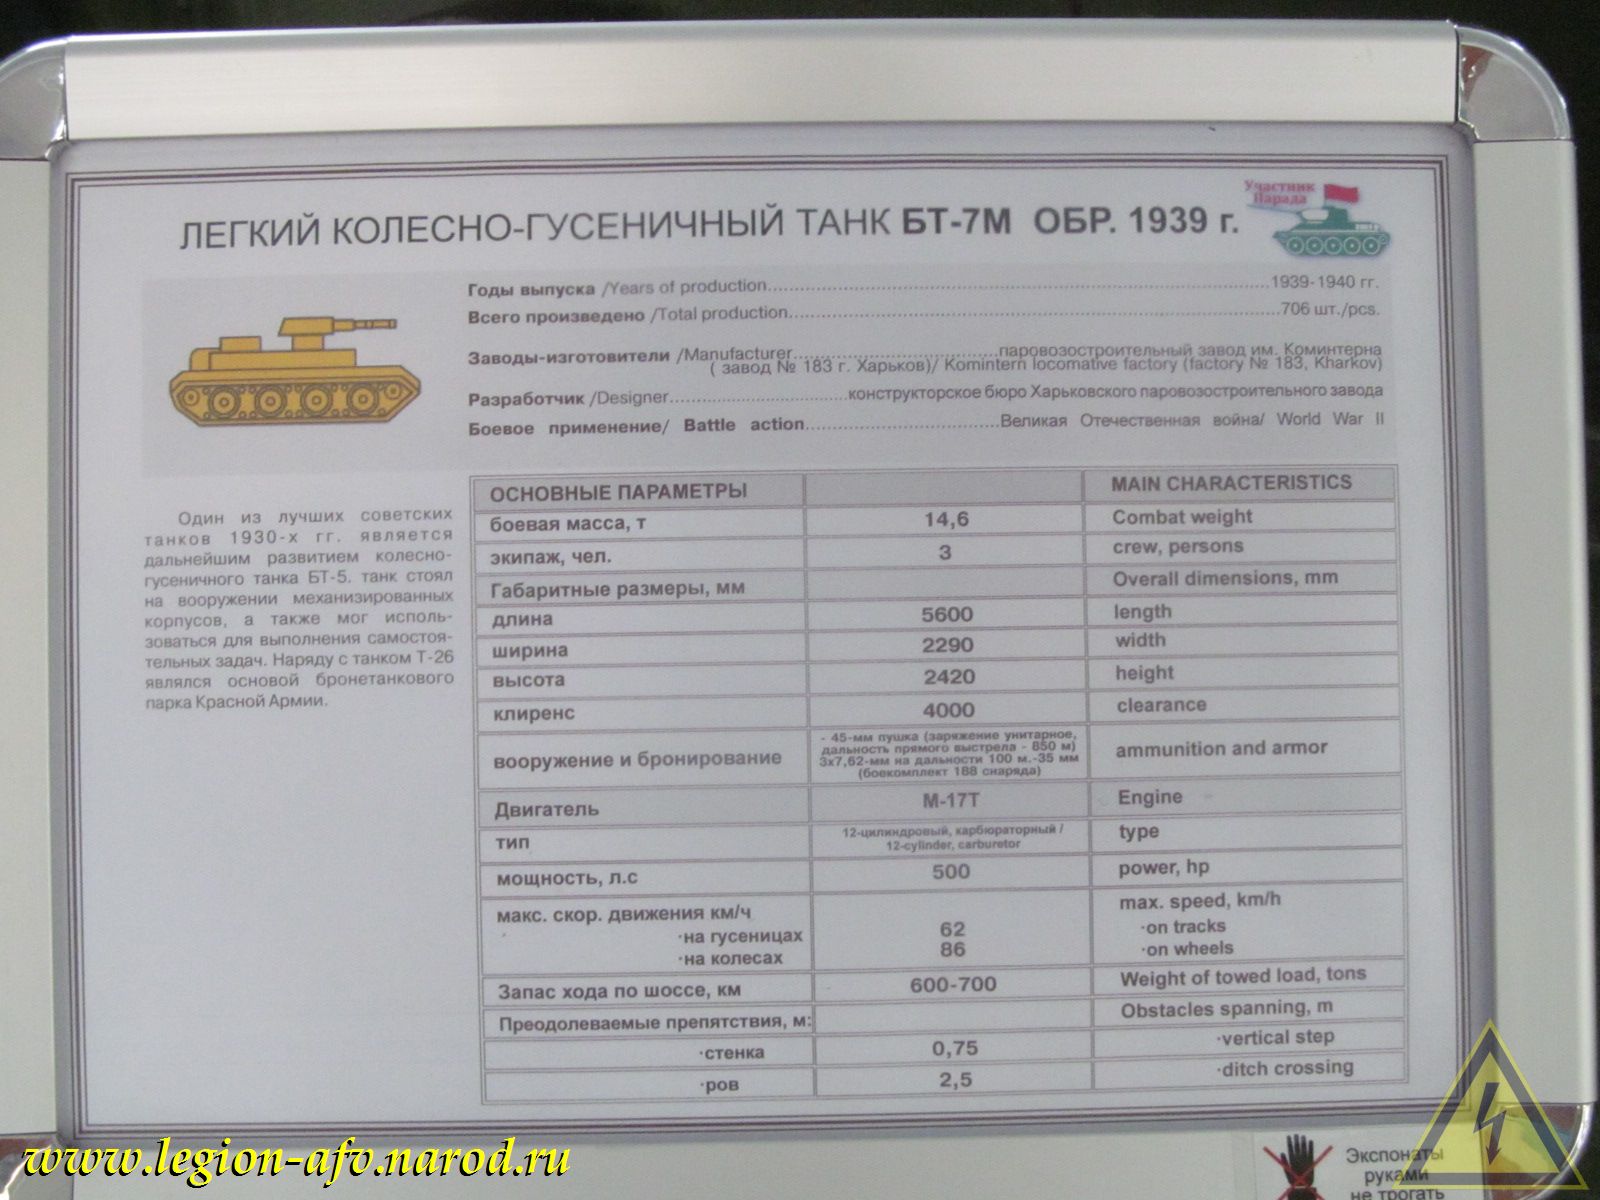 Участник
Парада
ЛЕГКИЙ КОЛЕСНО-ГУСЕНИЧНЫЙ ТАНК БТ-7М ОБР. 1939 г.
Годы выпуска /Years of production........1939-1940 гг.
Всего произведено /Total production........706 шт./pcs.
Заводы-изготовители /Manufacturer........паровозостроительный завод им. Коминтерна
( завод № 183 г. Харьков)/ Komintern locomative factory (factory № 183, Kharkov)
Разработчик /Designer........конструкторское бюро Харьковского паровозостроительного завода
Боевое применение/ Battle action........Великая Отечественная война/ World War II
Один из лучших советских
танков 1930-х гг. является
дальнейшим развитием колесно-
гусеничного танка БТ-5. танк стоял
на вооружении механизированных
корпусов, а также мог исполь-
зоваться для выполнения самостоя-
тельных задач. Наряду с танком Т-26
являлся основой бронетанкового
парка Красной Армии.
ОСНОВНЫЕ ПАРАМЕТРЫ MAIN CHARACTERISTICS
боевая масса, т 14,6 Combat weight
экипаж, чел. 3 crew, persons
Габаритные размеры, мм Overall dimensions, mm
длина 5600 length
ширина 2290 width
высота 2420 height
клиренс 4000 clearance
вооружение и бронирование
- 45-мм пушка (заряжение унитарное,
дальность прямого выстрела - 850 м)
3х7,62-мм на дальности 100 м.-35 мм
(боекомплект 188 снаряда)
ammunition and armor
Двигатель М-17Т Engine
тип
12-цилиндровый, карбюраторный /
12-cylinder, carburetor
type
мощность, л.с 500 power, hp
макс. скор. движения км/ч max. speed, km/h
·на гусеницах 62 ·on tracks
·на колесах 86 ·on wheels
Запас хода по шоссе, км 600-700 Weight of towed load, tons
Преодолеваемые препятствия, м: Obstacles spanning, m
·стенка 0,75 ·vertical step
·ров 2,5 ·ditch crossing
www.legion-afv.narod.ru
Экспонаты
руками
не трогать